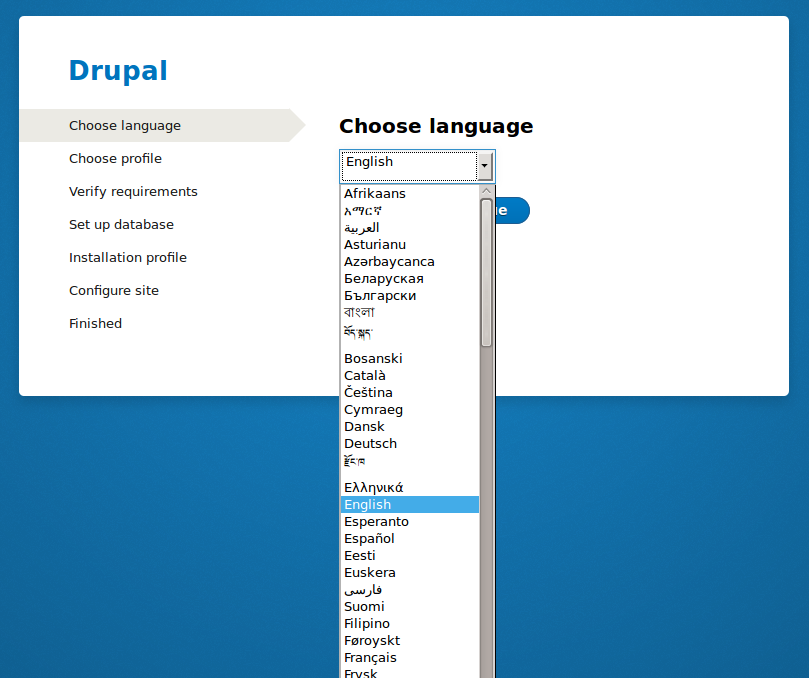 Drupal
Choose language
Choose profile
Verify requirements
Set up database
Installation profile
Configure site
Finished
Choose language
English
Afrikaans
አማርኛ
العربية
Asturianu
Azərbaycanca
Беларуская
Български
বাংলা
བོད་སྐད་
Bosanski
Català
Čeština
Cymraeg
Dansk
Deutsch
རྫོང་ཁ
Ελληνικά
English
Esperanto
Español
Eesti
Euskera
فارسی
Suomi
Filipino
Føroyskt
Français
Frysk